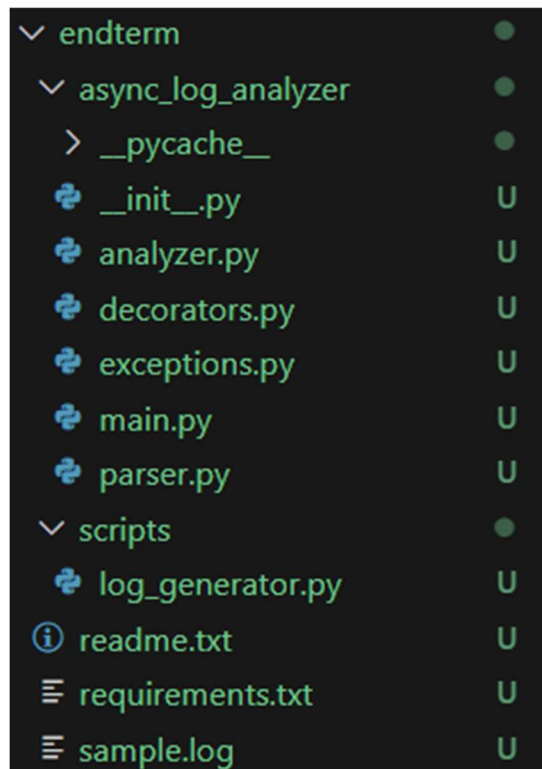 endterm
async_log_analyzer
__pycache__
__init__.py U
analyzer.py U
decorators.py U
exceptions.py U
main.py U
parser.py U
scripts
log_generator.py U
readme.txt U
requirements.txt U
sample.log U